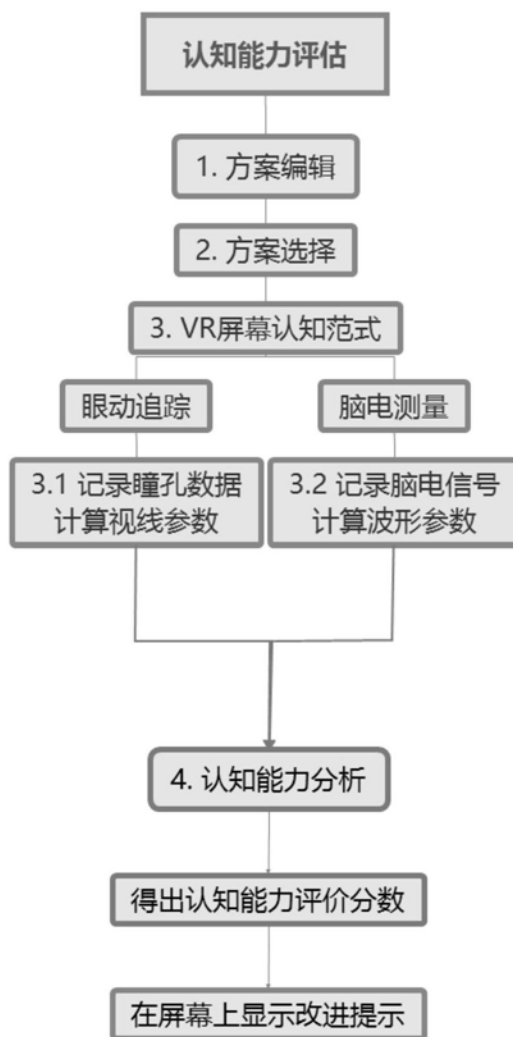 认知能力评估
1. 方案编辑
2. 方案选择
3. VR屏幕认知范式
眼动追踪
脑电测量
3.1 记录瞳孔数据
计算视线参数
3.2 记录脑电信号
计算波形参数
4. 认知能力分析
得出认知能力评价分数
在屏幕上显示改进提示